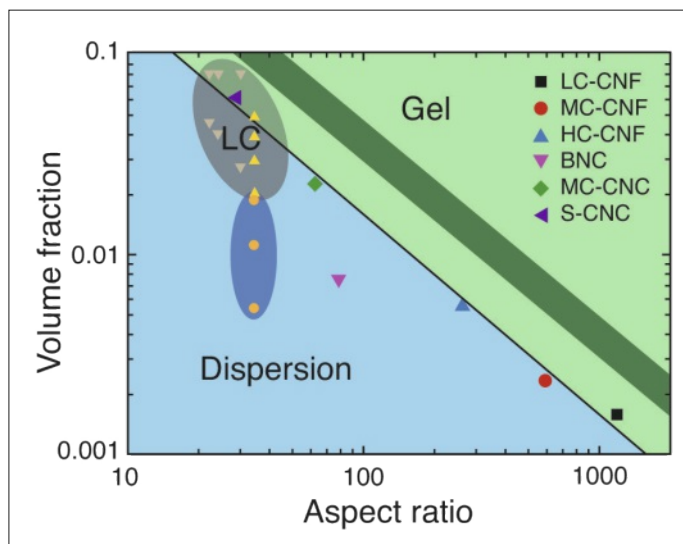 0.1
0.01
0.001
Volume fraction
10
100
1000
Aspect ratio
Gel
LC
Dispersion
LC-CNF
MC-CNF
HC-CNF
BNC
MC-CNC
S-CNC